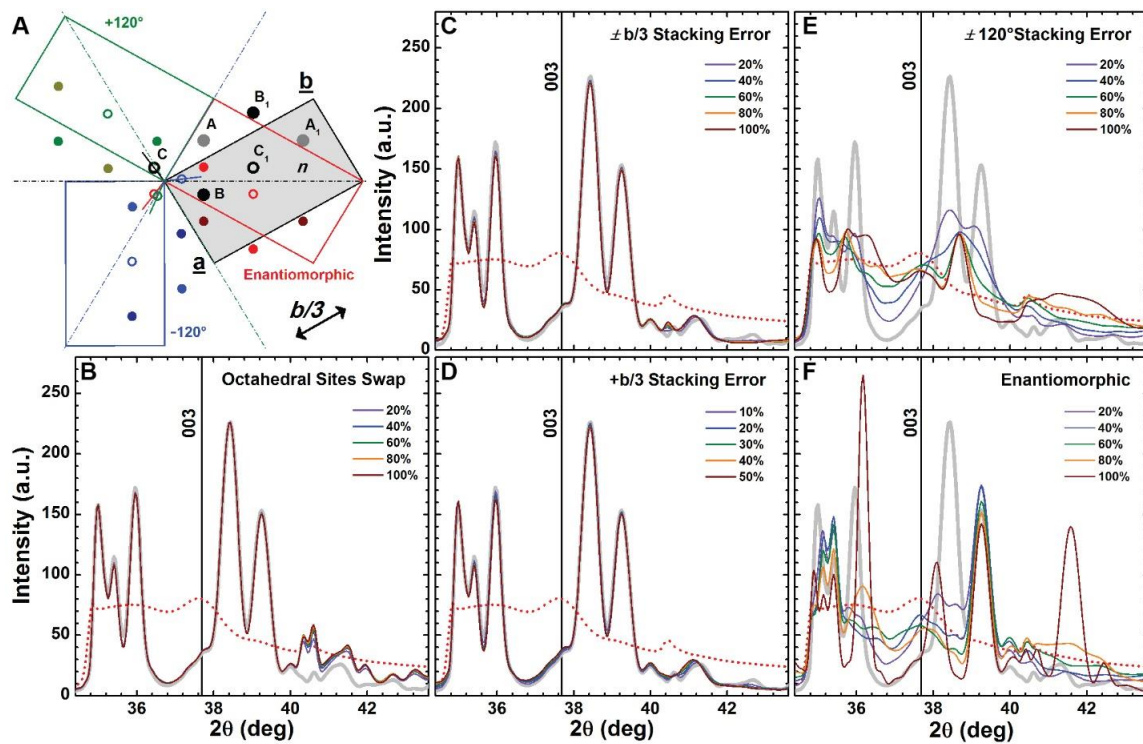 A
+120°
b
B₁
A
A₁
C
C₁
n
B
a
Enantiomorphic
b/3
−120°
B
Octahedral Sites Swap
003
20%
40%
60%
80%
100%
Intensity (a.u.)
250
200
150
100
50
0
36
38
40
42
2θ (deg)
C
± b/3 Stacking Error
003
20%
40%
60%
80%
100%
Intensity (a.u.)
250
200
150
100
50
0
D
+b/3 Stacking Error
003
10%
20%
30%
40%
50%
36
38
40
42
2θ (deg)
E
± 120°Stacking Error
003
20%
40%
60%
80%
100%
36
38
40
42
F
Enantiomorphic
003
20%
40%
60%
80%
100%
36
38
40
42
2θ (deg)